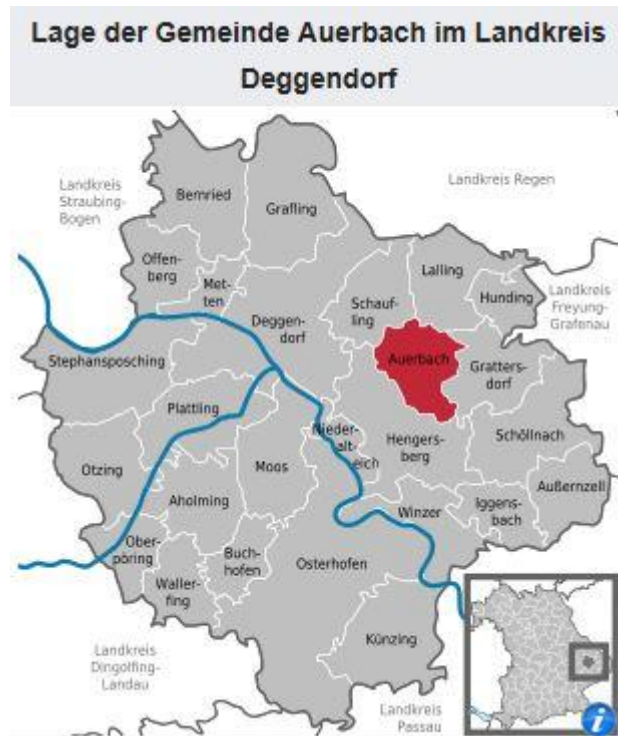 Lage der Gemeinde Auerbach im Landkreis
Deggendorf
Landkreis
Straubing-
Bogen
Bernried
Grafling
Landkreis Regen
Offen-
berg
Met-
ten
Lalling
Hunding
Landkreis
Freyung-
Grafenau
Schauf-
ling
Deggen-
dorf
Stephansposching
Auerbach
Gratters-
dorf
Plattling
Nieder-
alt-
eich
Hengers-
berg
Schöllnach
Otzing
Moos
Außernzell
Aholming
Winzer
Iggens-
bach
Ober-
pöring
Buch-
hofen
Osterhofen
Waller-
fing
Künzing
Landkreis
Dingolfing-
Landau
Landkreis
Passau
i